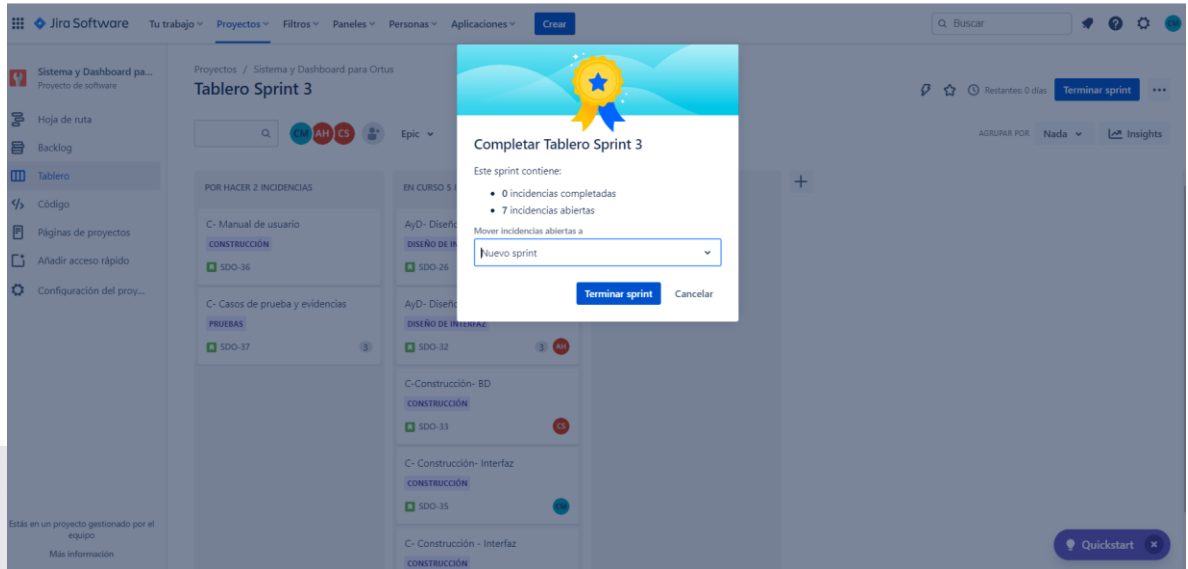 Jira Software
Tu trabajo
Proyectos
Filtros
Paneles
Personas
Aplicaciones
Crear
Buscar
CM
Sistema y Dashboard pa...
Proyecto de software
Hoja de ruta
Backlog
Tablero
Código
Páginas de proyectos
Añadir acceso rápido
Configuración del proy...
Estás en un proyecto gestionado por el
equipo
Más información
Proyectos / Sistema y Dashboard para Ortus
Tablero Sprint 3
Restantes: 0 días
Terminar sprint
CM AH CS
Epic
AGRUPAR POR
Nada
Insights
POR HACER 2 INCIDENCIAS
C- Manual de usuario
CONSTRUCCIÓN
SDO-36
C- Casos de prueba y evidencias
PRUEBAS
SDO-37
3
EN CURSO 5
AyD- Diseño
DISEÑO DE IN
SDO-26
AyD- Diseño
DISEÑO DE INTERFAZ
SDO-32
3 AH
C-Construcción- BD
CONSTRUCCIÓN
SDO-33
CS
C- Construcción- Interfaz
CONSTRUCCIÓN
SDO-35
CM
C- Construcción - Interfaz
CONSTRUCCIÓN
Completar Tablero Sprint 3
Este sprint contiene:
• 0 incidencias completadas
• 7 incidencias abiertas
Mover incidencias abiertas a
Nuevo sprint
Terminar sprint
Cancelar
Quickstart